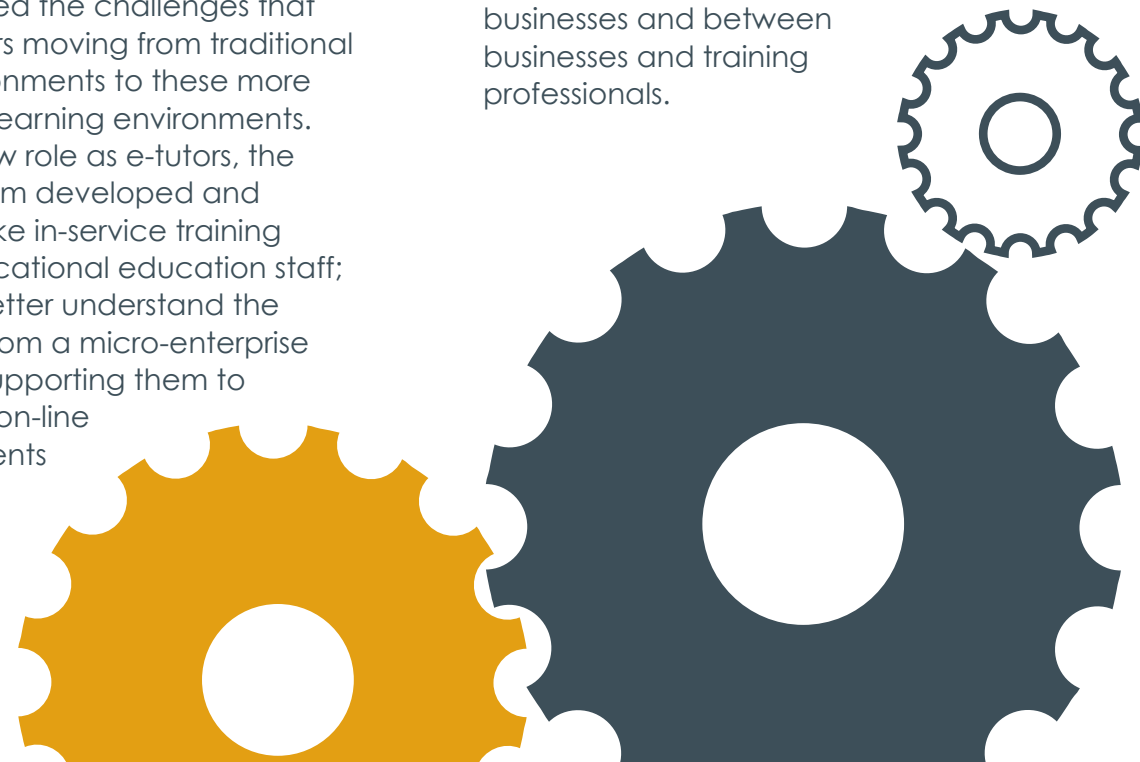 ed the challenges that
rs moving from traditional
onments to these more
earning environments.
w role as e-tutors, the
m developed and
ke in-service training
cational education staff;
etter understand the
om a micro-enterprise
upporting them to
on-line
ents
businesses and between
businesses and training
professionals.